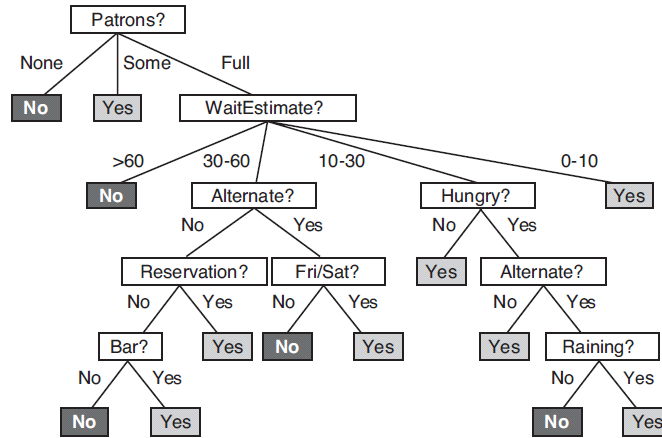 Patrons?
None Some Full
No Yes WaitEstimate?
>60 30-60 10-30 0-10
No Alternate? Hungry? Yes
No Yes No Yes
Reservation? Fri/Sat? Yes Alternate?
No Yes No Yes No Yes
Bar? Yes No Yes Yes Raining?
No Yes No Yes
No Yes No Yes